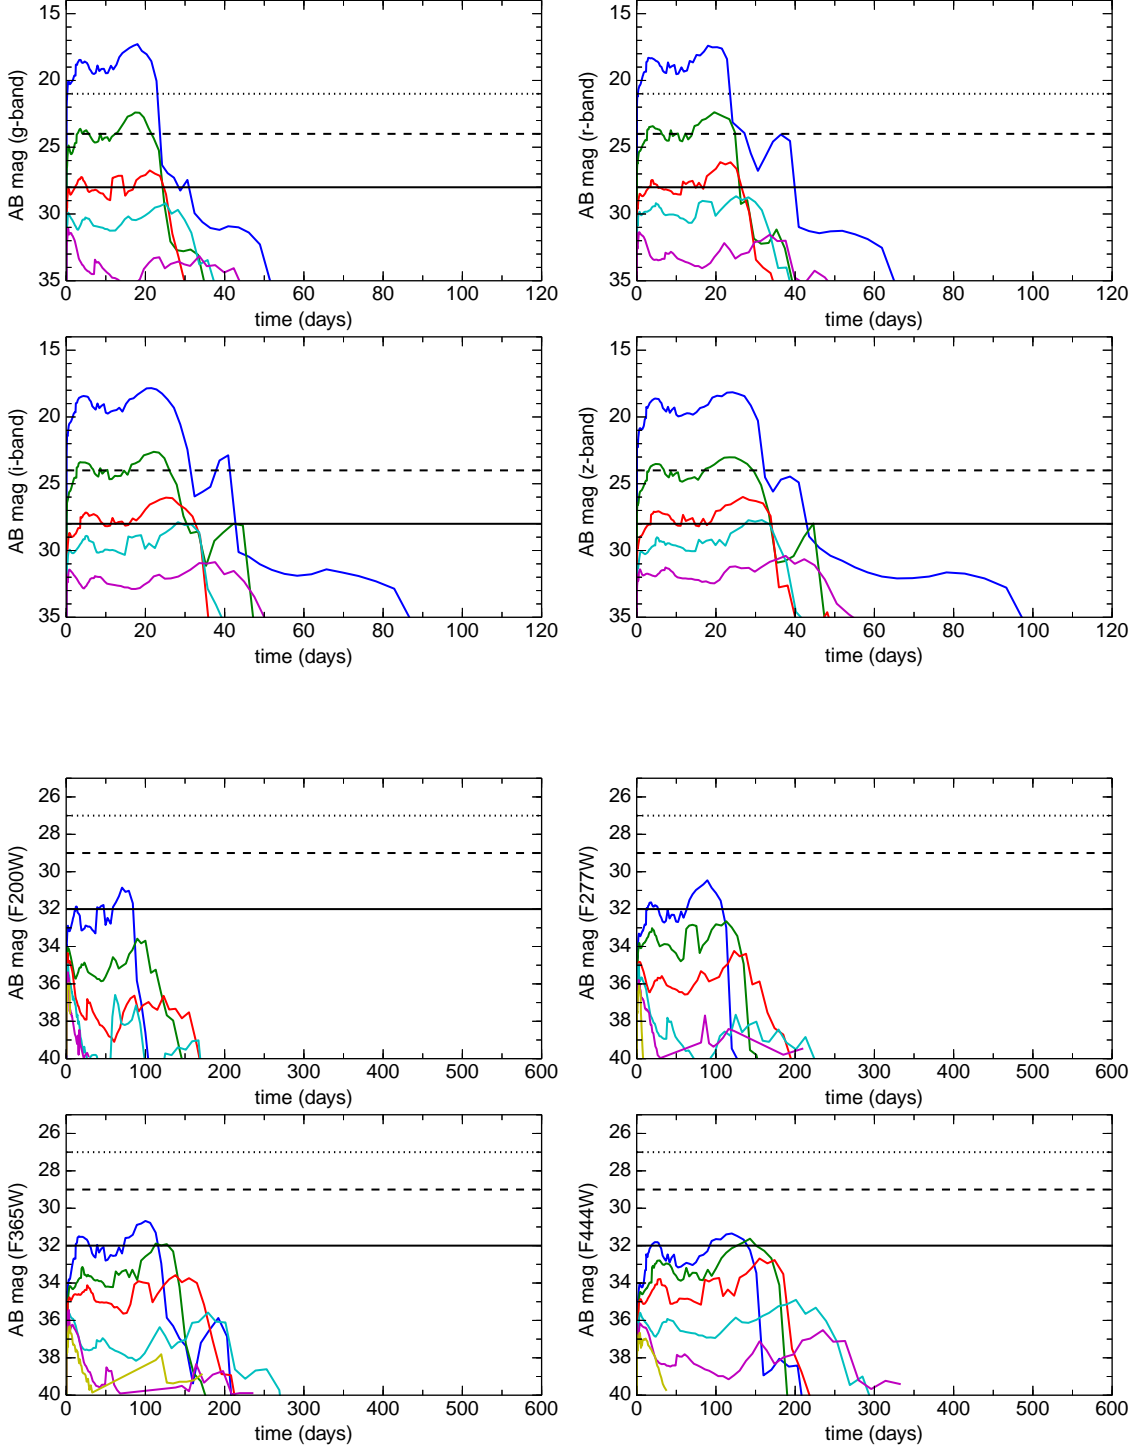 AB mag (g-band)
15
20
25
30
35
0 20 40 60 80 100 120
time (days)
AB mag (r-band)
15
20
25
30
35
0 20 40 60 80 100 120
time (days)
AB mag (i-band)
15
20
25
30
35
0 20 40 60 80 100 120
time (days)
AB mag (z-band)
15
20
25
30
35
0 20 40 60 80 100 120
time (days)
AB mag (F200W)
26
28
30
32
34
36
38
40
0 100 200 300 400 500 600
time (days)
AB mag (F277W)
26
28
30
32
34
36
38
40
0 100 200 300 400 500 600
time (days)
AB mag (F365W)
26
28
30
32
34
36
38
40
0 100 200 300 400 500 600
time (days)
AB mag (F444W)
26
28
30
32
34
36
38
40
0 100 200 300 400 500 600
time (days)